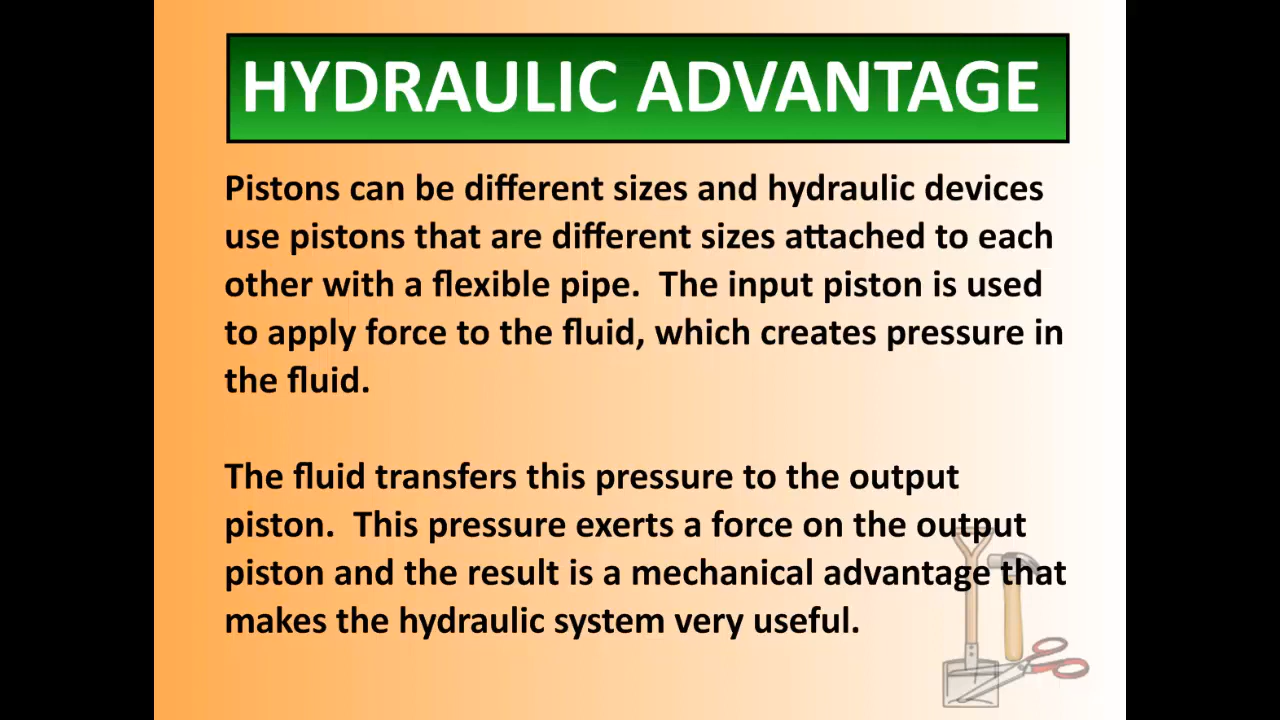 HYDRAULIC ADVANTAGE
Pistons can be different sizes and hydraulic devices
use pistons that are different sizes attached to each
other with a flexible pipe.  The input piston is used
to apply force to the fluid, which creates pressure in
the fluid.
The fluid transfers this pressure to the output
piston.  This pressure exerts a force on the output
piston and the result is a mechanical advantage that
makes the hydraulic system very useful.